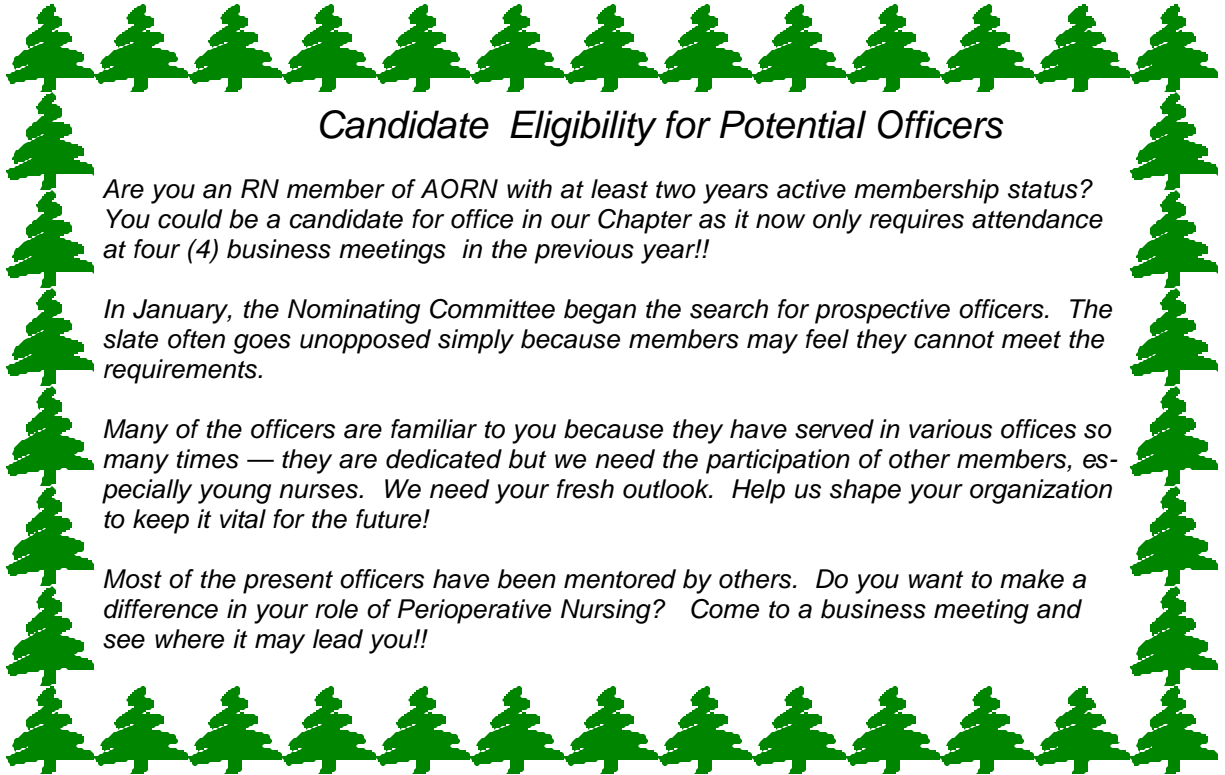 Candidate  Eligibility for Potential Officers
Are you an RN member of AORN with at least two years active membership status?
You could be a candidate for office in our Chapter as it now only requires attendance
at four (4) business meetings  in the previous year!!
In January, the Nominating Committee began the search for prospective officers.  The
slate often goes unopposed simply because members may feel they cannot meet the
requirements.
Many of the officers are familiar to you because they have served in various offices so
many times — they are dedicated but we need the participation of other members, es-
pecially young nurses.  We need your fresh outlook.  Help us shape your organization
to keep it vital for the future!
Most of the present officers have been mentored by others.  Do you want to make a
difference in your role of Perioperative Nursing?   Come to a business meeting and
see where it may lead you!!